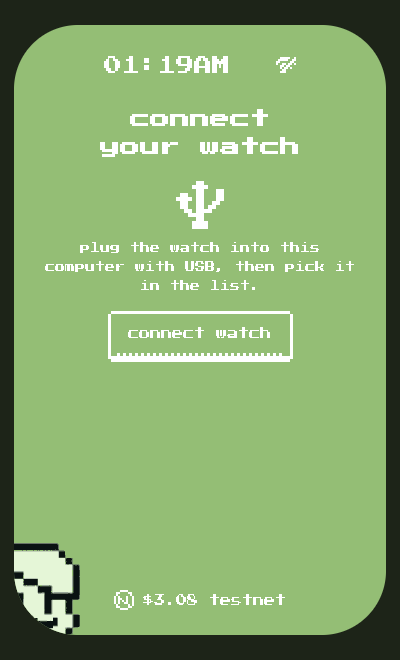 01:19AM
connect
your watch
plug the watch into this
computer with USB, then pick it
in the list.
connect watch
N $3.08 testnet